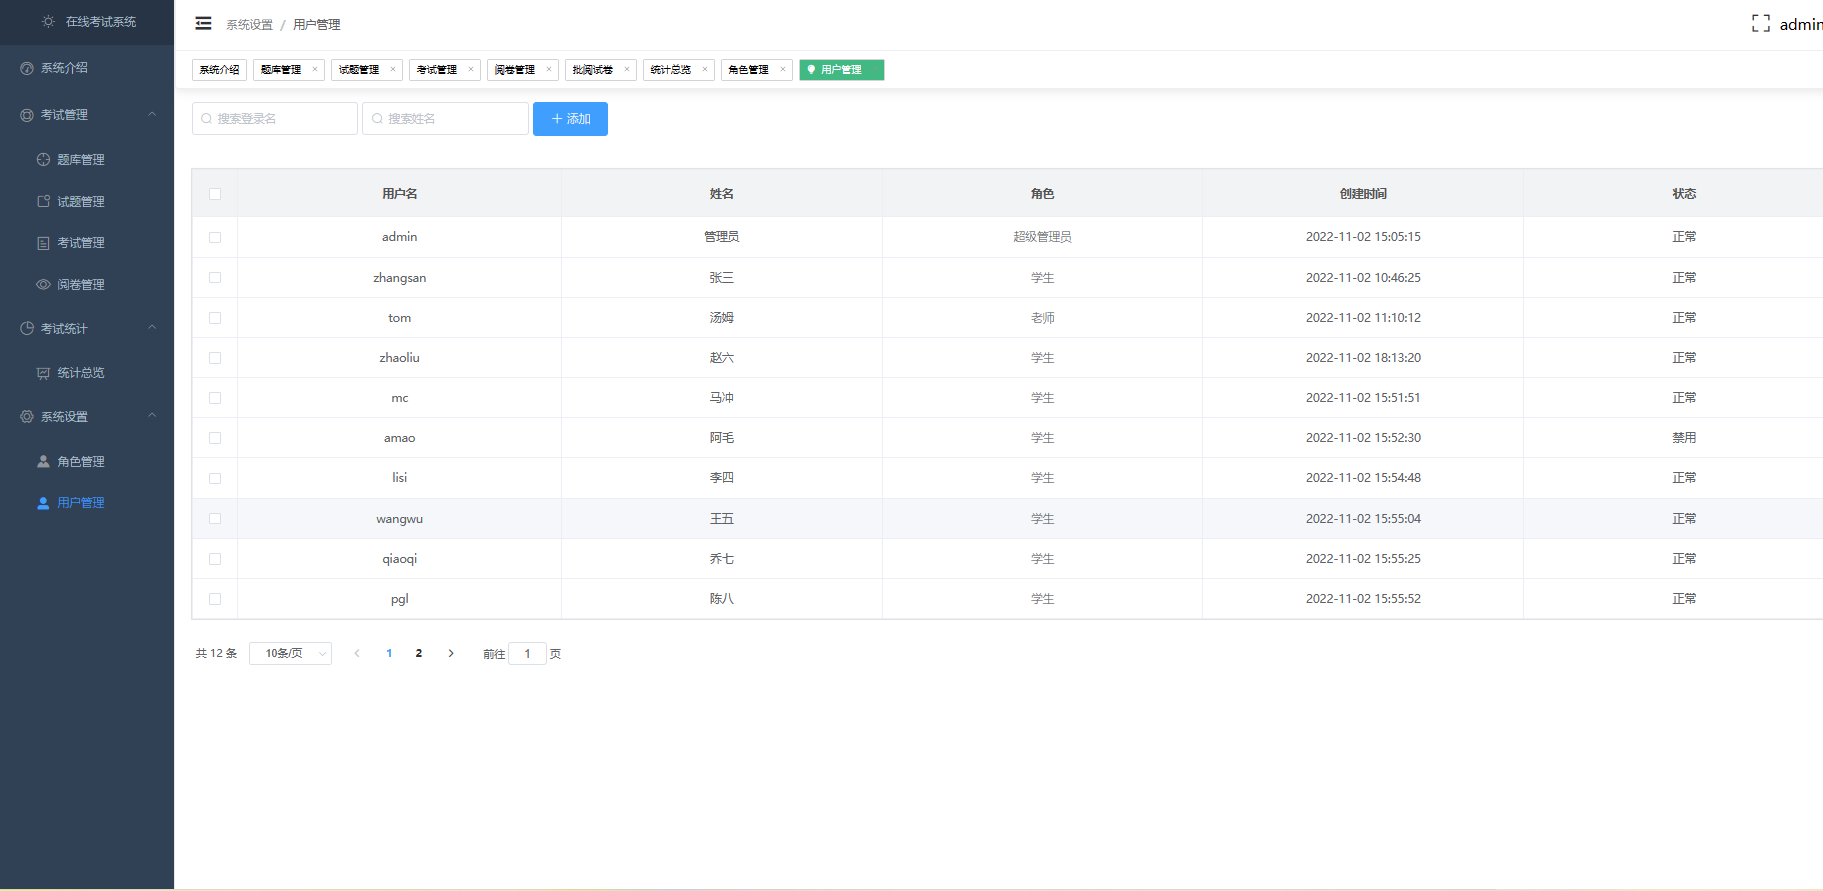 在线考试系统
系统介绍
考试管理
题库管理
试题管理
考试管理
阅卷管理
考试统计
统计总览
系统设置
角色管理
用户管理
系统设置 / 用户管理
admin
系统介绍 题库管理 × 试题管理 × 考试管理 × 阅卷管理 × 批阅试卷 × 统计总览 × 角色管理 × 用户管理
搜索登录名 搜索姓名 + 添加
用户名 姓名 角色 创建时间 状态
admin 管理员 超级管理员 2022-11-02 15:05:15 正常
zhangsan 张三 学生 2022-11-02 10:46:25 正常
tom 汤姆 老师 2022-11-02 11:10:12 正常
zhaoliu 赵六 学生 2022-11-02 18:13:20 正常
mc 马冲 学生 2022-11-02 15:51:51 正常
amao 阿毛 学生 2022-11-02 15:52:30 禁用
lisi 李四 学生 2022-11-02 15:54:48 正常
wangwu 王五 学生 2022-11-02 15:55:04 正常
qiaoqi 乔七 学生 2022-11-02 15:55:25 正常
pgl 陈八 学生 2022-11-02 15:55:52 正常
共 12 条 10条/页 < 1 2 > 前往 1 页